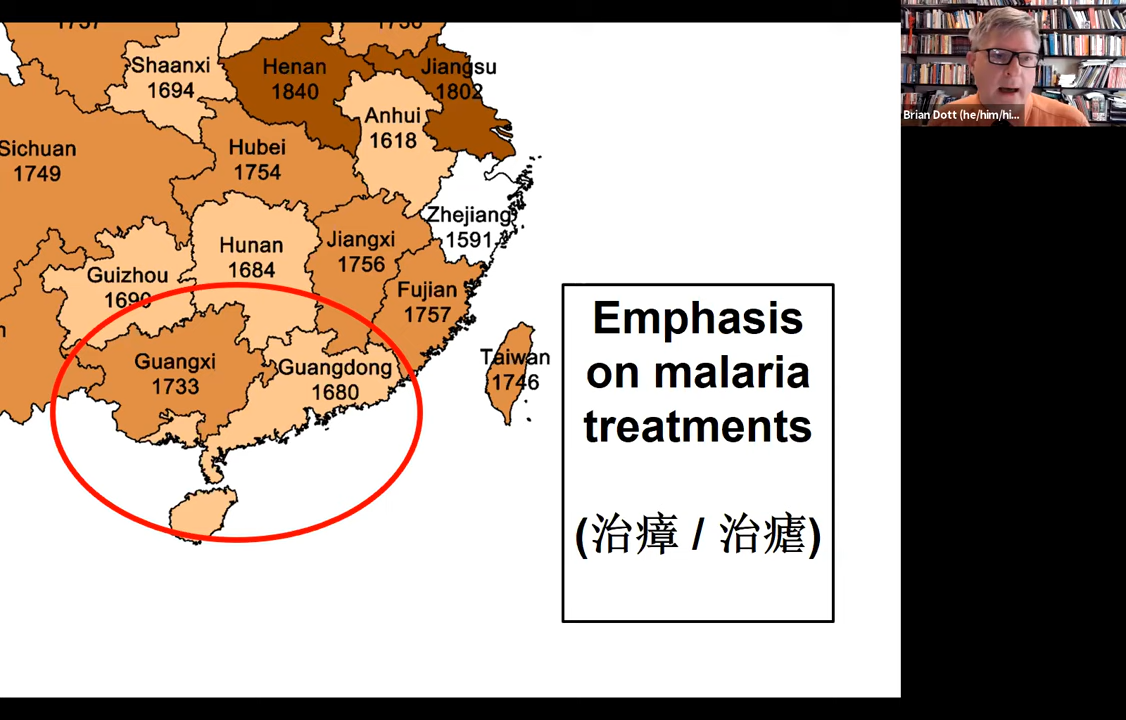 Shaanxi
1694
Henan
1840
Jiangsu
1802
Anhui
1618
Sichuan
1749
Hubei
1754
Zhejiang
1591
Hunan
1684
Jiangxi
1756
Guizhou
1690
Fujian
1757
Guangxi
1733
Guangdong
1680
Taiwan
1746
Emphasis
on malaria
treatments
(治瘴 / 治瘧)
Brian Dott (he/him/hi...